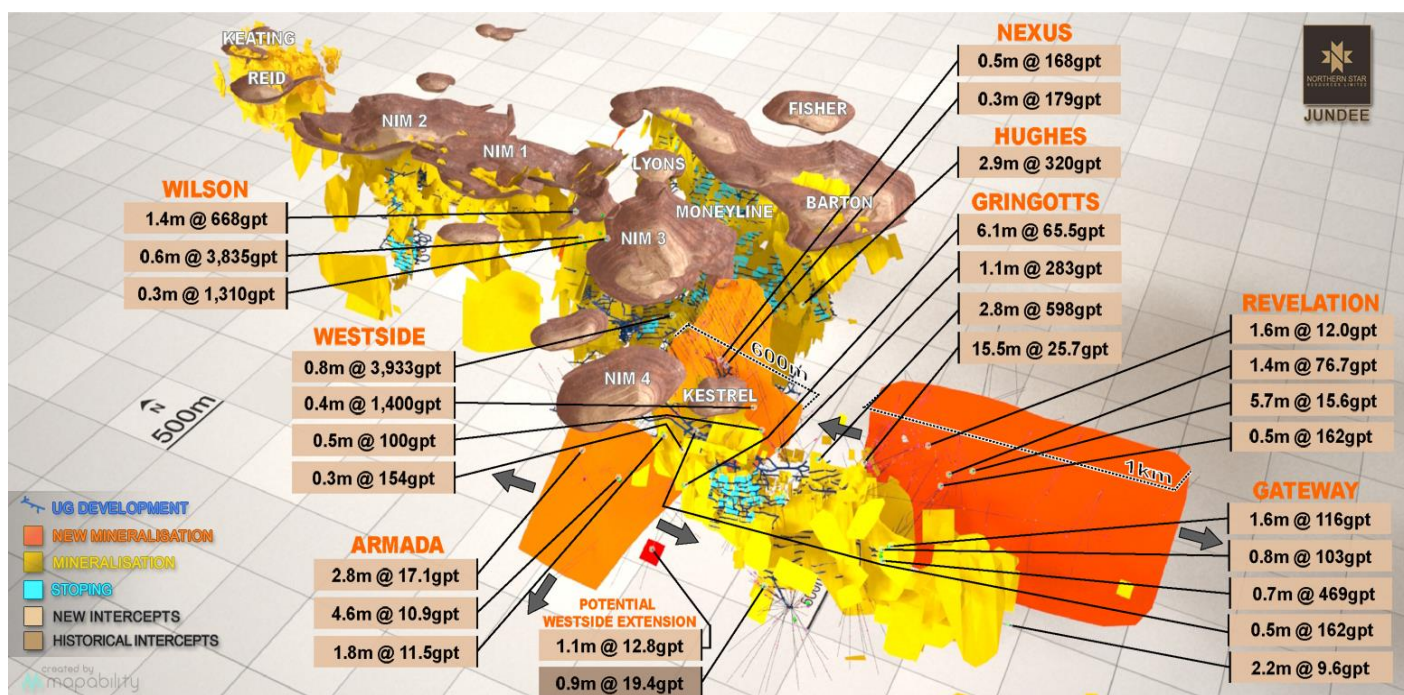 KEATING
REID
NIM 2
NIM 1
LYONS
FISHER
MONEYLINE
BARTON
NIM 3
NIM 4
KESTREL
NORTHERN STAR
RESOURCES LIMITED
JUNDEE
NEXUS
0.5m @ 168gpt
0.3m @ 179gpt
HUGHES
2.9m @ 320gpt
GRINGOTTS
6.1m @ 65.5gpt
1.1m @ 283gpt
2.8m @ 598gpt
15.5m @ 25.7gpt
WILSON
1.4m @ 668gpt
0.6m @ 3,835gpt
0.3m @ 1,310gpt
WESTSIDE
0.8m @ 3,933gpt
0.4m @ 1,400gpt
0.5m @ 100gpt
0.3m @ 154gpt
REVELATION
1.6m @ 12.0gpt
1.4m @ 76.7gpt
5.7m @ 15.6gpt
0.5m @ 162gpt
GATEWAY
1.6m @ 116gpt
0.8m @ 103gpt
0.7m @ 469gpt
0.5m @ 162gpt
2.2m @ 9.6gpt
ARMADA
2.8m @ 17.1gpt
4.6m @ 10.9gpt
1.8m @ 11.5gpt
POTENTIAL
WESTSIDE EXTENSION
1.1m @ 12.8gpt
0.9m @ 19.4gpt
600m
1km
N
500m
UG DEVELOPMENT
NEW MINERALISATION
MINERALISATION
STOPING
NEW INTERCEPTS
HISTORICAL INTERCEPTS
created by
mapability